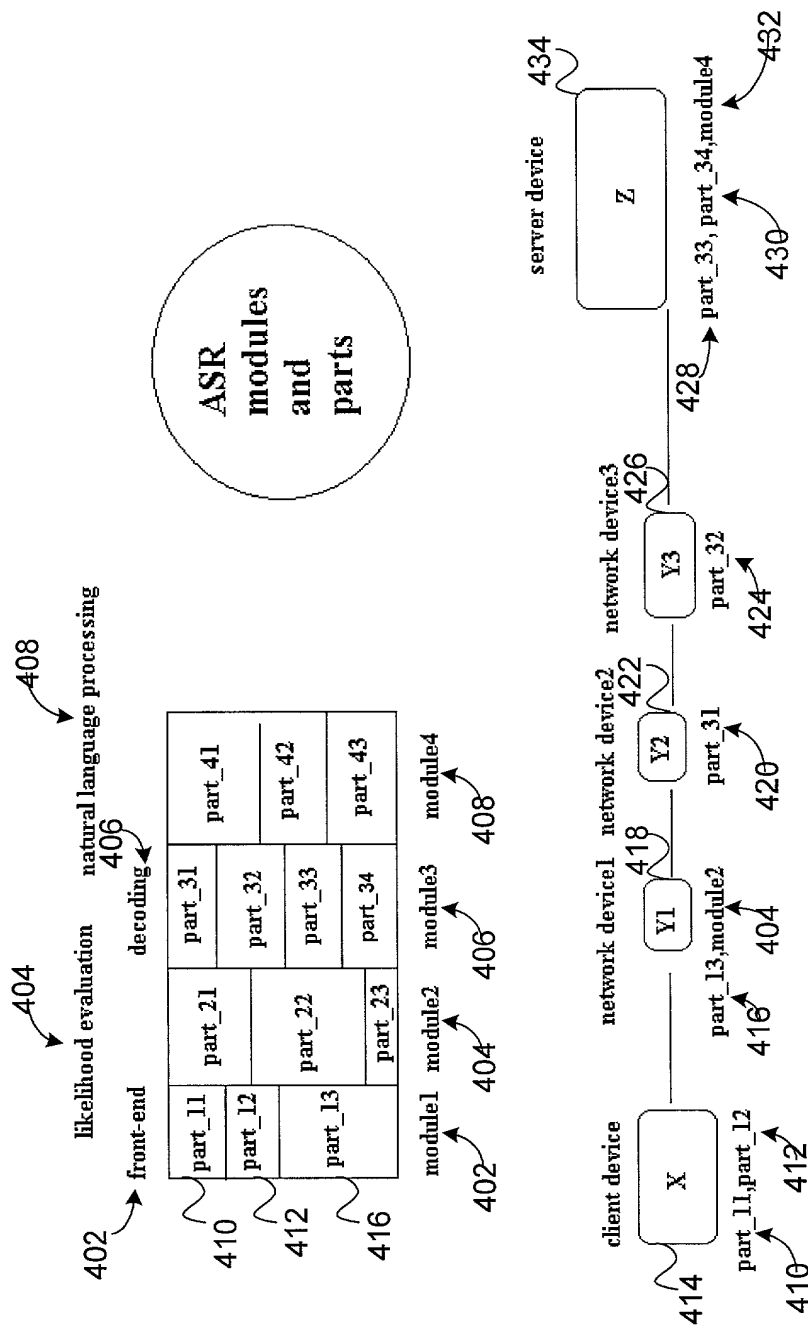 408
natural language processing
404
likelihood evaluation
406
402
front-end
decoding
part_11
part_21
part_31
part_41
part_12
part_22
part_32
part_42
part_13
part_23
part_33
part_43
part_34
410
412
416
module1
module2
module3
module4
402
404
406
408
ASR
modules
and
parts
client device
network device1
network device2
network device3
server device
414
418
422
426
434
X
Y1
Y2
Y3
Z
part_11,part_12
part_13,module2
part_31
part_32
part_33, part_34,module4
410
412
416
404
420
424
428
430
432